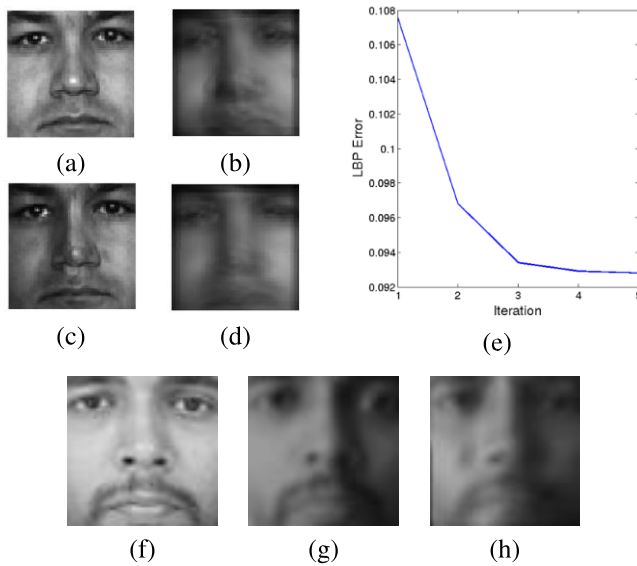 (a)
(b)
(c)
(d)
0.108
0.106
0.104
0.102
0.1
0.098
0.096
0.094
0.092
LBP Error
1
2
3
4
5
Iteration
(e)
(f)
(g)
(h)